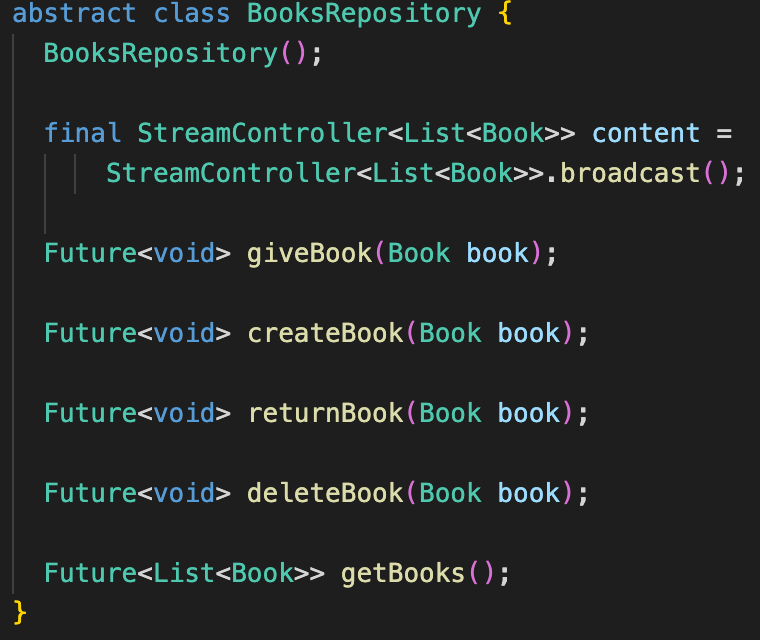 abstract class BooksRepository {
BooksRepository();
final StreamController<List<Book>> content =
StreamController<List<Book>>.broadcast();
Future<void> giveBook(Book book);
Future<void> createBook(Book book);
Future<void> returnBook(Book book);
Future<void> deleteBook(Book book);
Future<List<Book>> getBooks();
}